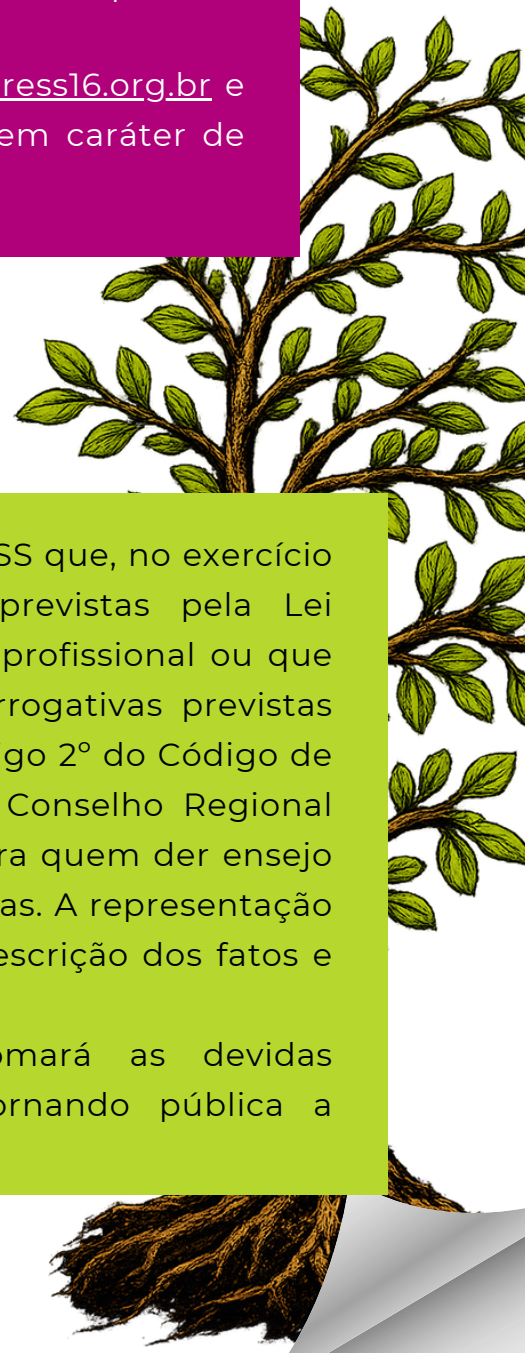 ress16.org.br e
em caráter de
SS que, no exercício
previstas pela Lei
profissional ou que
rrogativas previstas
igo 2º do Código de
Conselho Regional
ra quem der ensejo
as. A representação
escrição dos fatos e
omará as devidas
ornando pública a